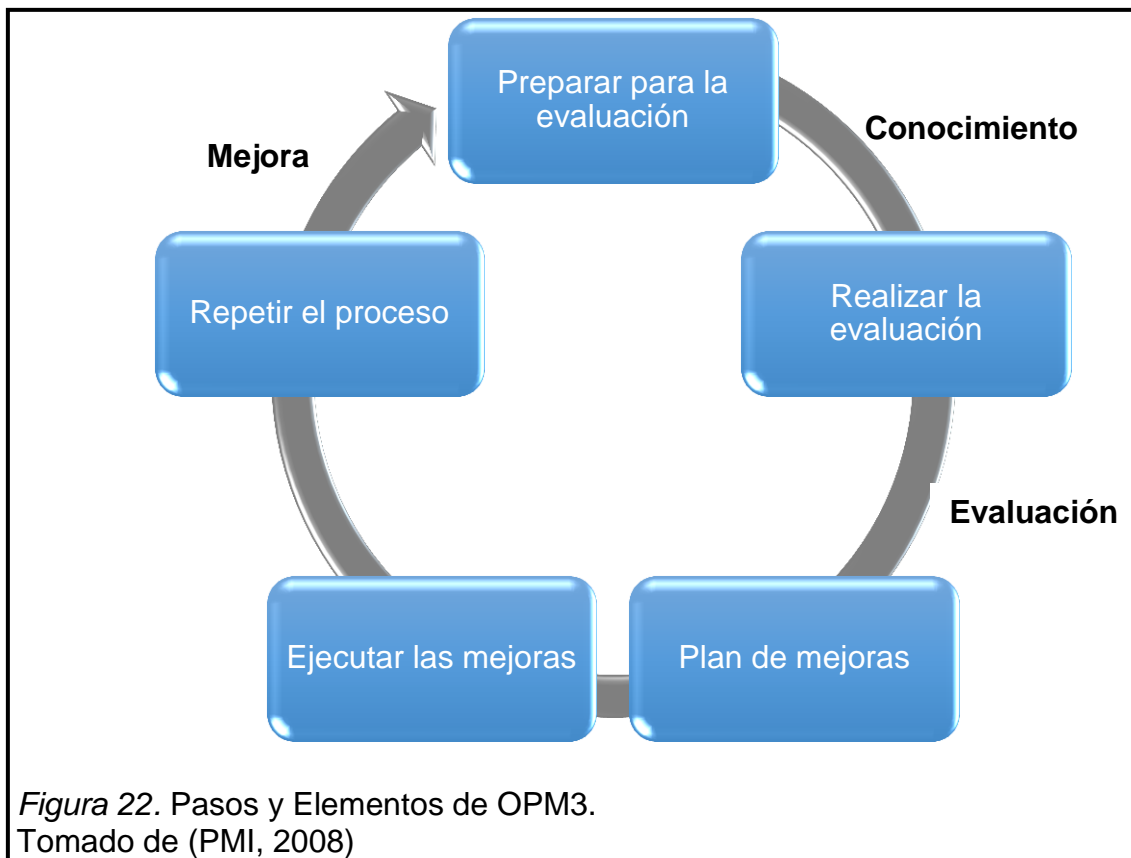 Preparar para la
evaluación
Conocimiento
Mejora
Repetir el proceso
Realizar la
evaluación
Evaluación
Ejecutar las mejoras
Plan de mejoras
Figura 22. Pasos y Elementos de OPM3.
Tomado de (PMI, 2008)